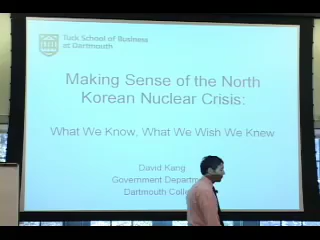 Tuck School of Business
at Dartmouth
Making Sense of the North
Korean Nuclear Crisis:
What We Know, What We Wish We Knew
David Kang
Government Departm
Dartmouth Colle